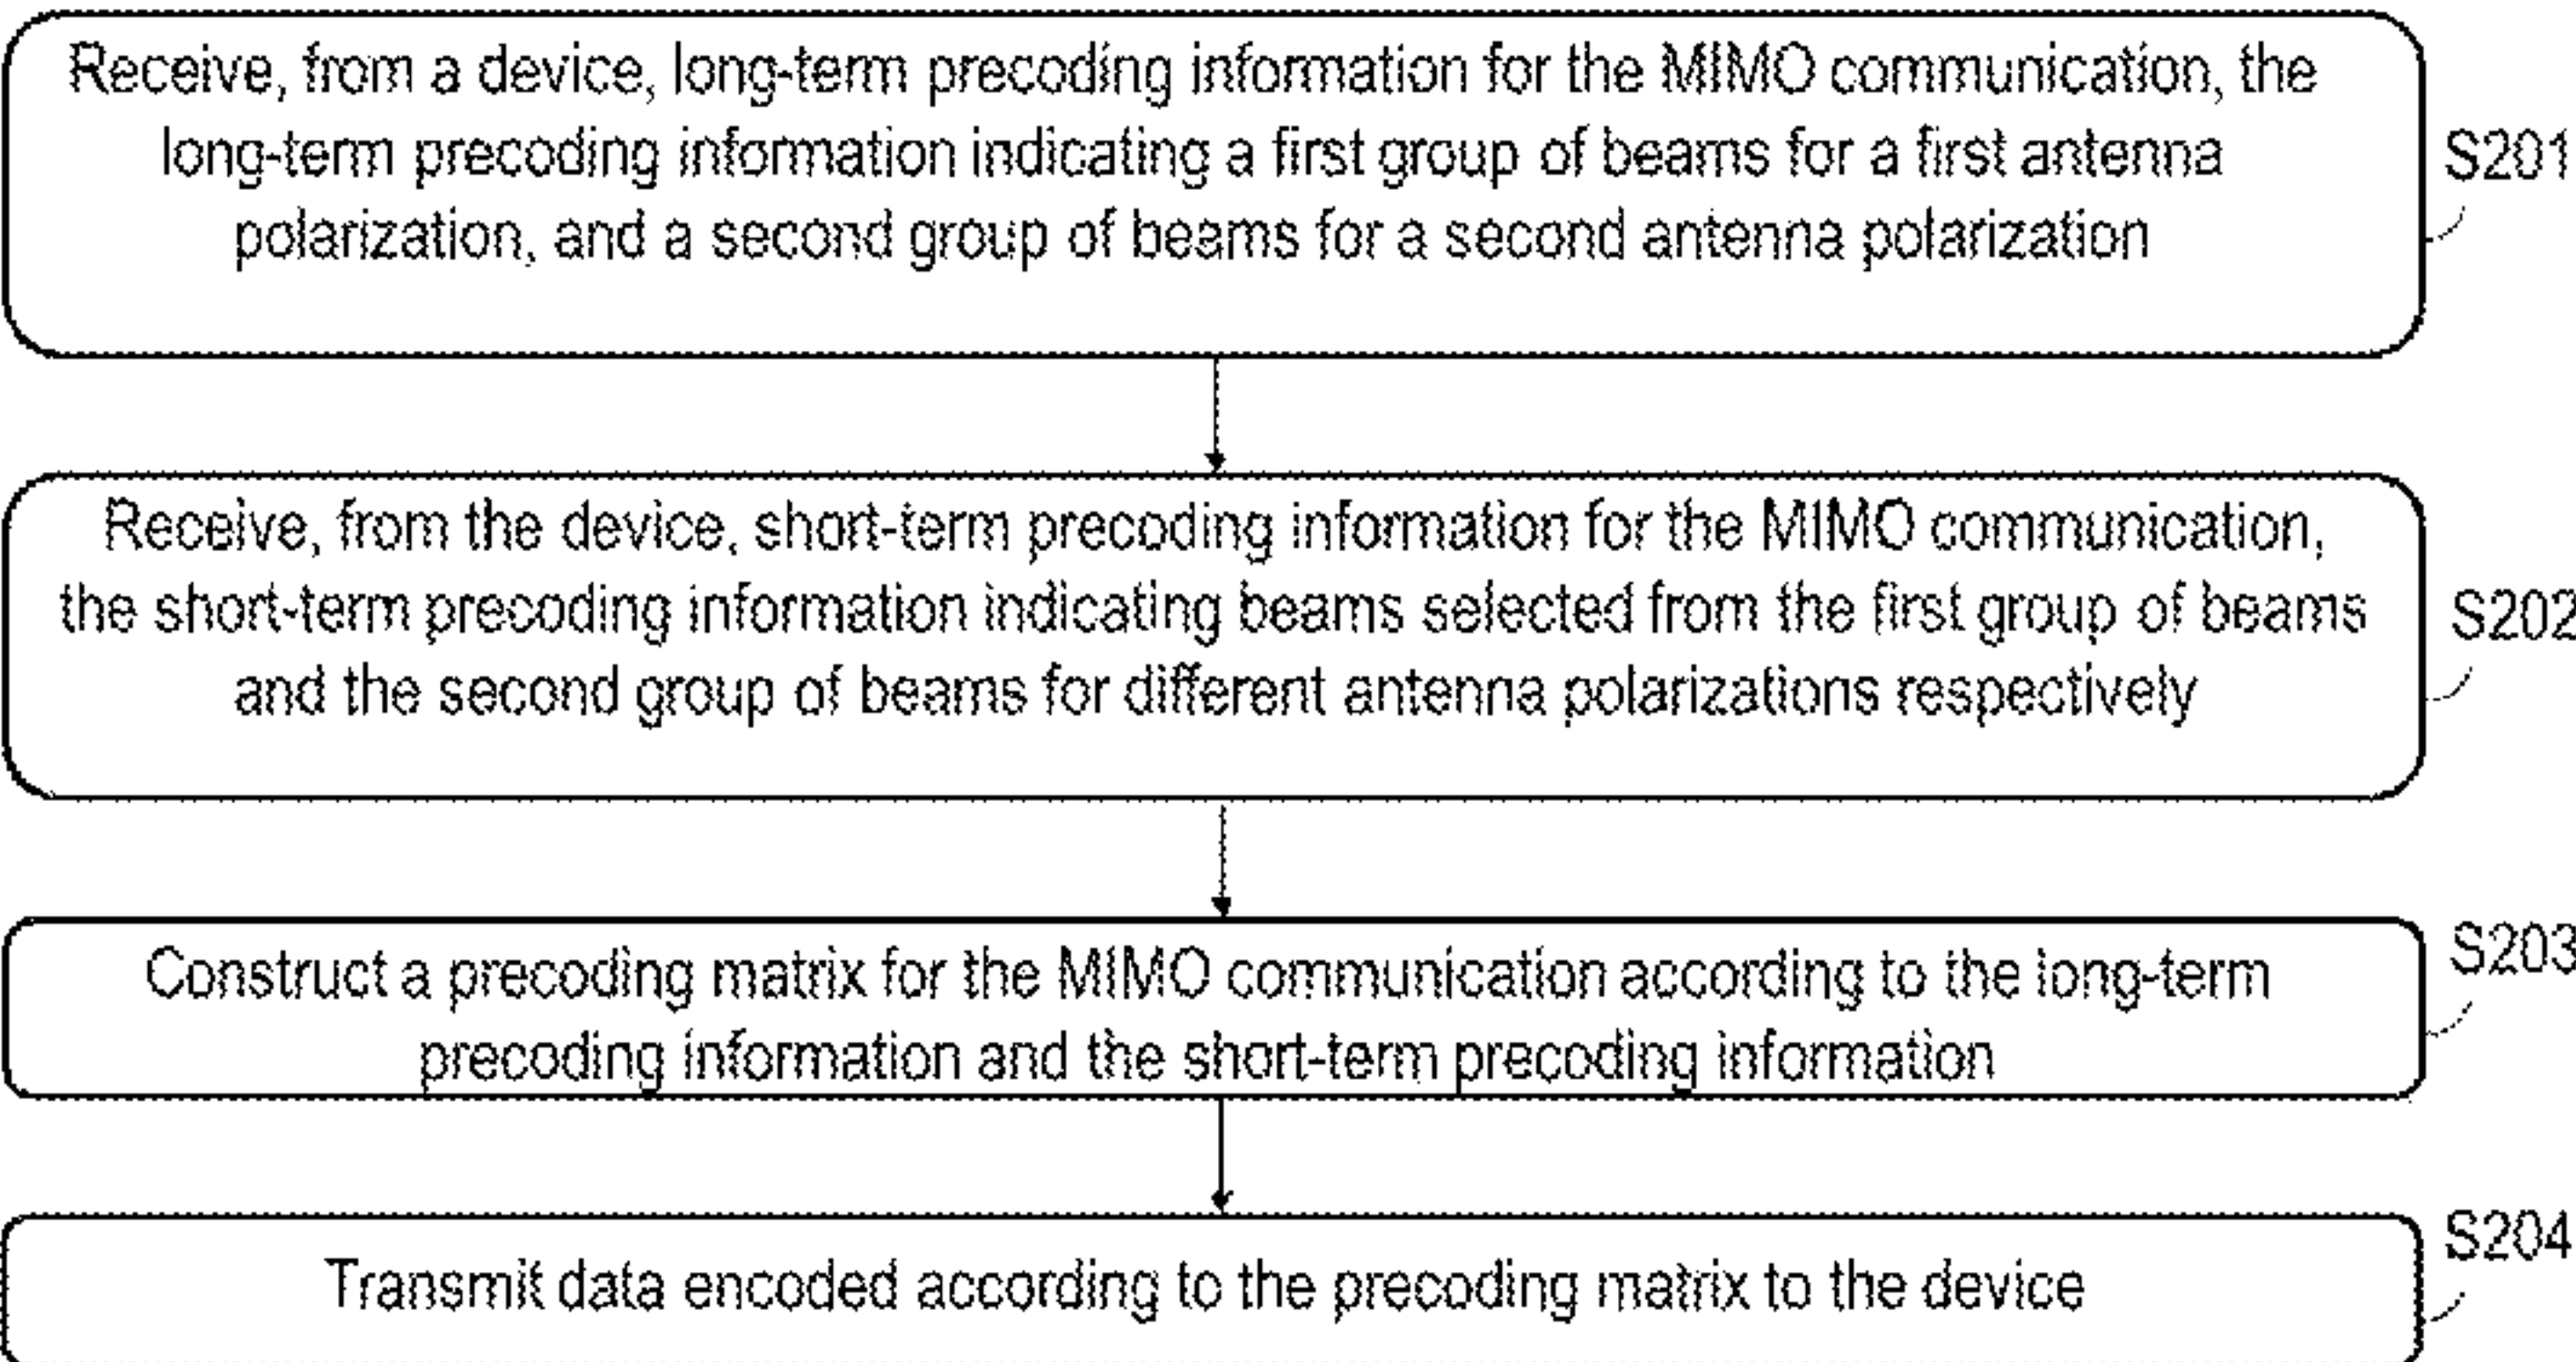 Receive, from a device, long-term precoding information for the MIMO communication, the
long-term precoding information indicating a first group of beams for a first antenna
polarization, and a second group of beams for a second antenna polarization
S201
Receive, from the device, short-term precoding information for the MIMO communication,
the short-term precoding information indicating beams selected from the first group of beams
and the second group of beams for different antenna polarizations respectively
S202
Construct a precoding matrix for the MIMO communication according to the long-term
precoding information and the short-term precoding information
S203
Transmit data encoded according to the precoding matrix to the device
S204